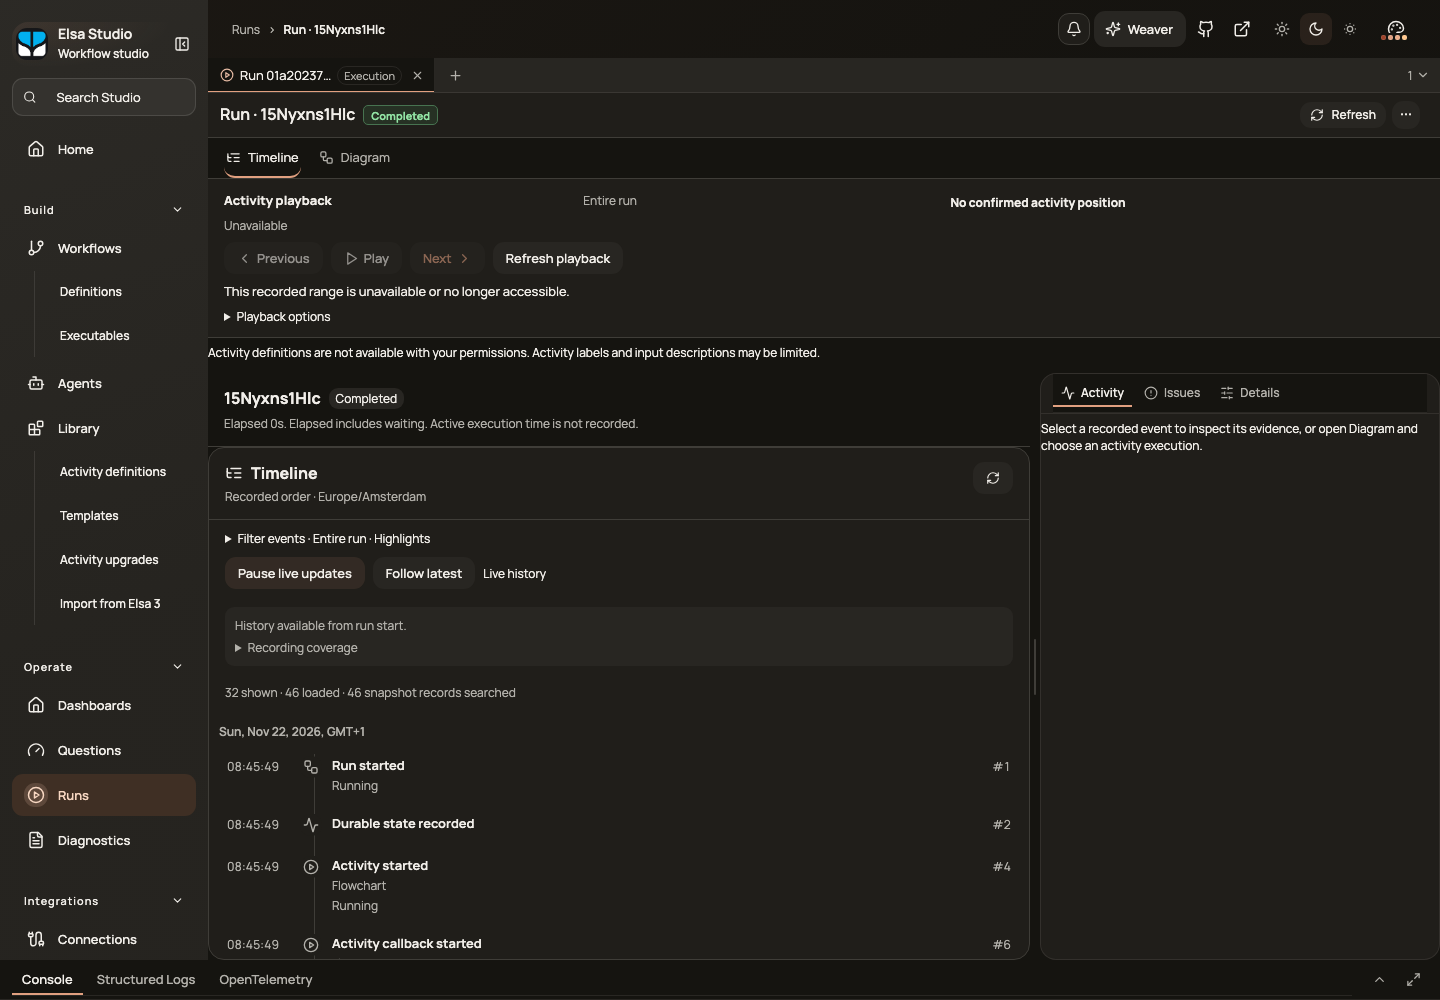 Elsa Studio
Workflow studio
Search Studio
Home
Build
Workflows
Definitions
Executables
Agents
Library
Activity definitions
Templates
Activity upgrades
Import from Elsa 3
Operate
Dashboards
Questions
Runs
Diagnostics
Integrations
Connections
Runs › Run · 15Nyxns1Hlc
Weaver
Run 01a20237... Execution
1
Run · 15Nyxns1Hlc Completed
Refresh
Timeline Diagram
Activity playback
Entire run
No confirmed activity position
Unavailable
Previous Play Next Refresh playback
This recorded range is unavailable or no longer accessible.
Playback options
Activity definitions are not available with your permissions. Activity labels and input descriptions may be limited.
15Nyxns1Hlc Completed
Elapsed 0s. Elapsed includes waiting. Active execution time is not recorded.
Timeline
Recorded order · Europe/Amsterdam
Filter events · Entire run · Highlights
Pause live updates Follow latest Live history
History available from run start.
Recording coverage
32 shown · 46 loaded · 46 snapshot records searched
Sun, Nov 22, 2026, GMT+1
08:45:49 Run started #1
Running
08:45:49 Durable state recorded #2
08:45:49 Activity started #4
Flowchart
Running
08:45:49 Activity callback started #6
Activity Issues Details
Select a recorded event to inspect its evidence, or open Diagram and
choose an activity execution.
Console Structured Logs OpenTelemetry